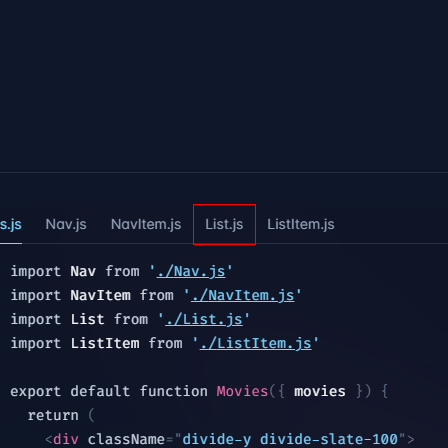 s.js Nav.js NavItem.js List.js ListItem.js
import Nav from './Nav.js'
import NavItem from './NavItem.js'
import List from './List.js'
import ListItem from './ListItem.js'
export default function Movies({ movies }) {
return (
<div className="divide-y divide-slate-100">